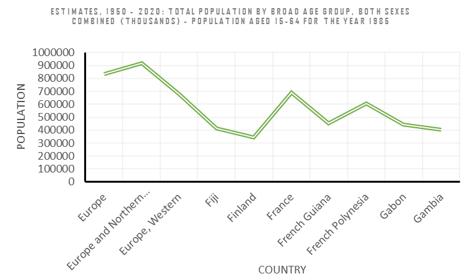 ESTIMATES, 1950 - 2020: TOTAL POPULATION BY BROAD AGE GROUP, BOTH SEXES
COMBINED (THOUSANDS) - POPULATION AGED 15-64 FOR THE YEAR 1985
POPULATION
1000000
900000
800000
700000
600000
500000
400000
300000
200000
100000
0
Europe
Europe and Northern...
Europe, Western
Fiji
Finland
France
French Guiana
French Polynesia
Gabon
Gambia
COUNTRY